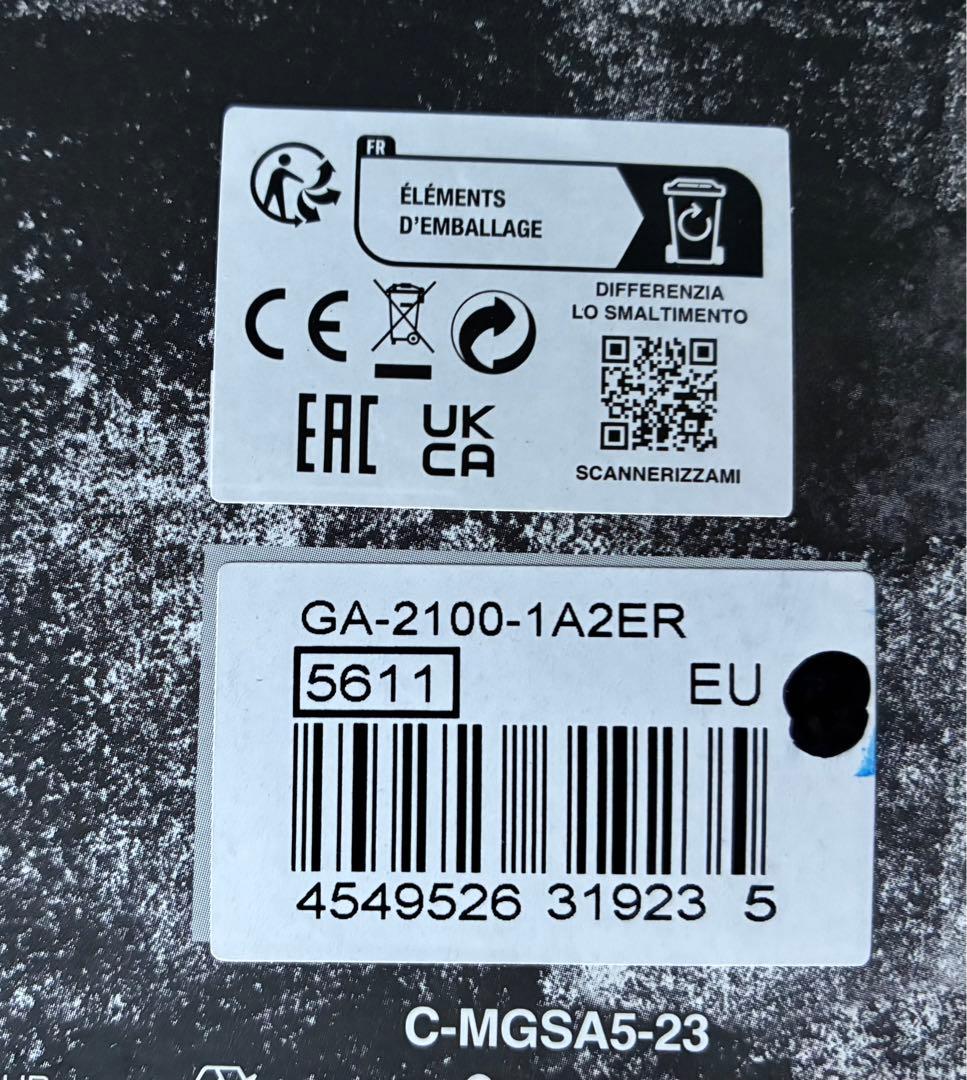 FR
ÉLÉMENTS
D'EMBALLAGE
DIFFERENZIA
LO SMALTIMENTO
CE
EAC
UK
CA
SCANNERIZZAMI
GA-2100-1A2ER
5611
EU
4549526 31923 5
C-MGSA5-23